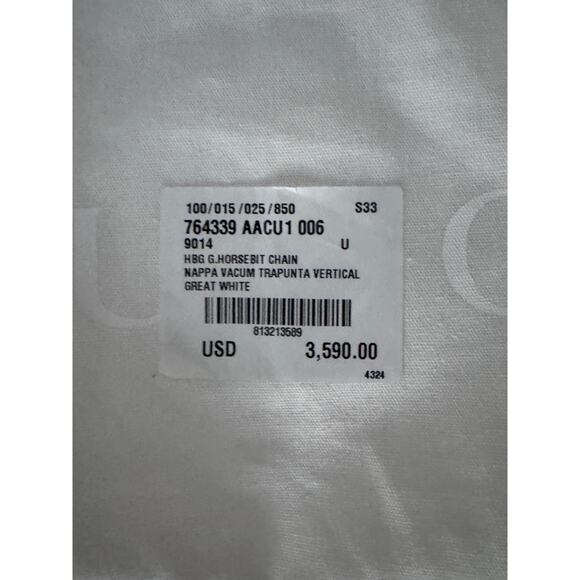 100/015/025/850 S33
764339 AACU1 006
9014 U
HBG G.HORSEBIT CHAIN
NAPPA VACUM TRAPUNTA VERTICAL
GREAT WHITE
813213589
USD 3,590.00
4324
U C